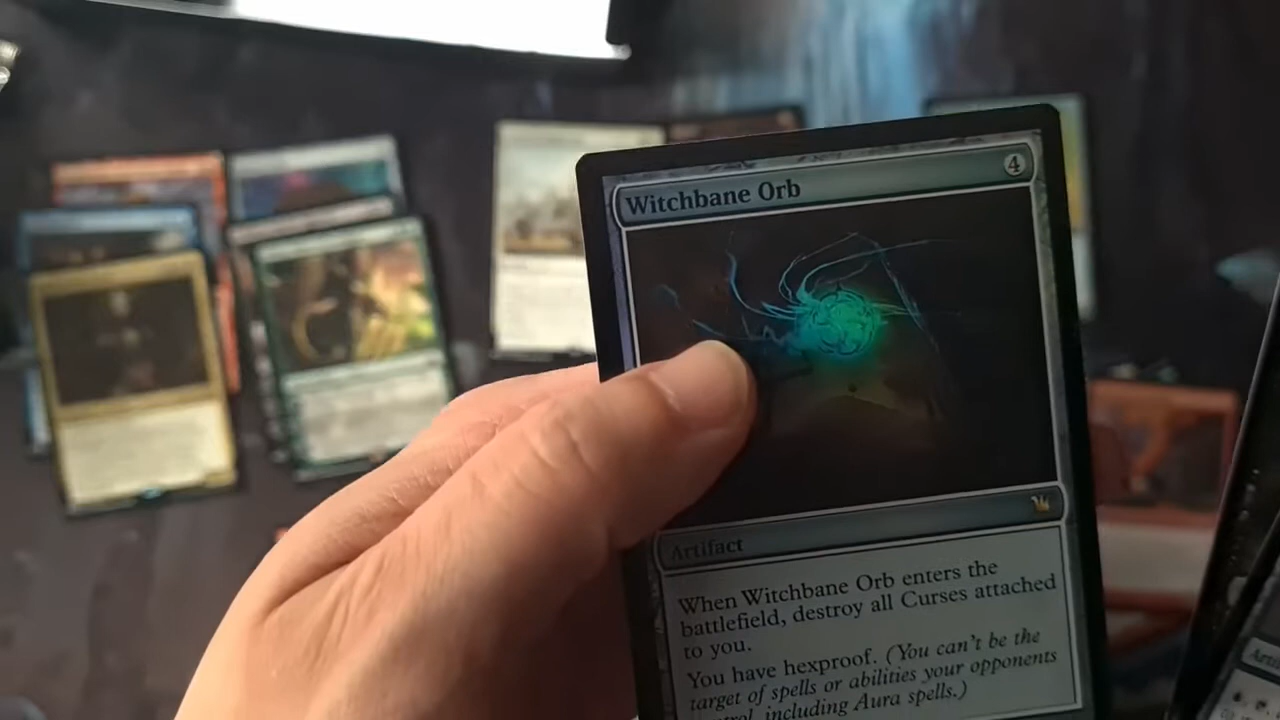 Witchbane Orb
4
Artifact
When Witchbane Orb enters the
battlefield, destroy all Curses attached
to you.
You have hexproof. (You can't be the
target of spells or abilities your opponents
including Aura spells.)